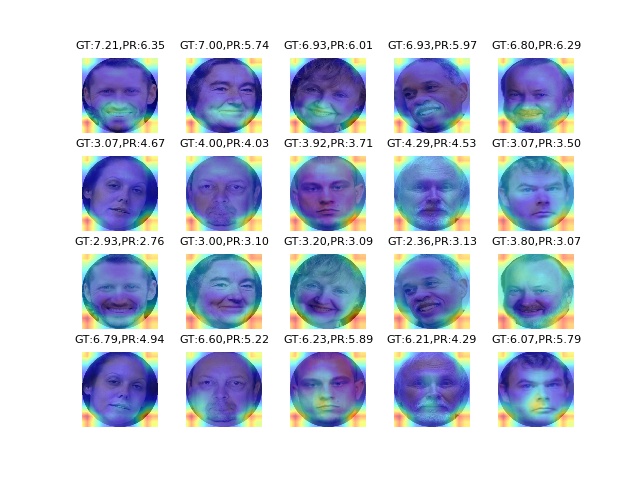 GT:7.21,PR:6.35 GT:7.00,PR:5.74 GT:6.93,PR:6.01 GT:6.93,PR:5.97 GT:6.80,PR:6.29
GT:3.07,PR:4.67 GT:4.00,PR:4.03 GT:3.92,PR:3.71 GT:4.29,PR:4.53 GT:3.07,PR:3.50
GT:2.93,PR:2.76 GT:3.00,PR:3.10 GT:3.20,PR:3.09 GT:2.36,PR:3.13 GT:3.80,PR:3.07
GT:6.79,PR:4.94 GT:6.60,PR:5.22 GT:6.23,PR:5.89 GT:6.21,PR:4.29 GT:6.07,PR:5.79